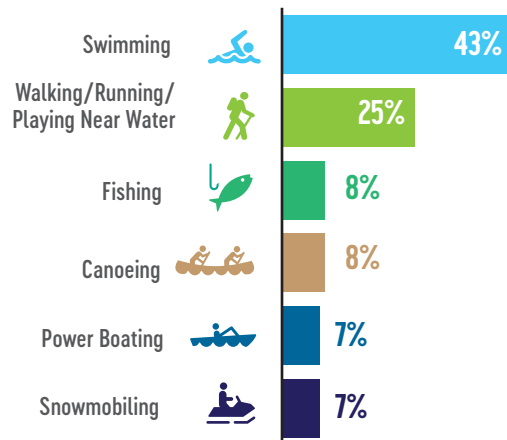 Swimming
43%
Walking/Running/
Playing Near Water
25%
Fishing
8%
Canoeing
8%
Power Boating
7%
Snowmobiling
7%